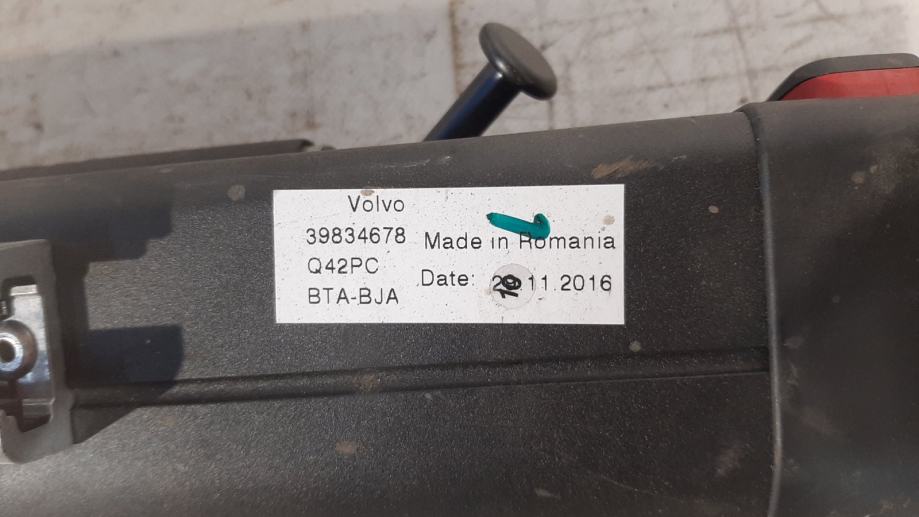 Volvo
39834678 Made in Romania
Q42PC
Date: 11.2016
BTA-BJA